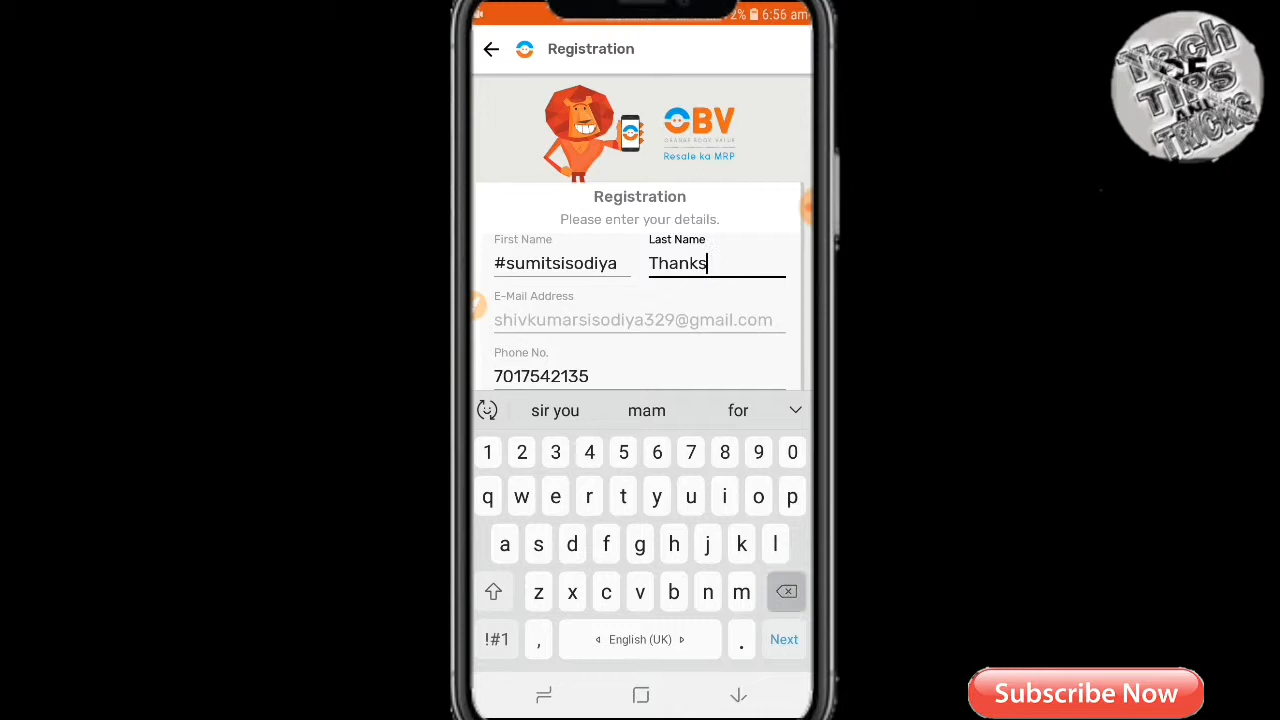 2% 6:56 am
Registration
OBV
ORANGE BOOK VALUE
Resale ka MRP
Registration
Please enter your details.
First Name Last Name
#sumitsisodiya Thanks
E-Mail Address
shivkumarsisodiya329@gmail.com
Phone No.
7017542135
sir you mam for
1 2 3 4 5 6 7 8 9 0
q w e r t y u i o p
a s d f g h j k l
z x c v b n m
!#1 , English (UK) . Next
Tech
OF
TIPS
AND
TRICKS
Subscribe Now